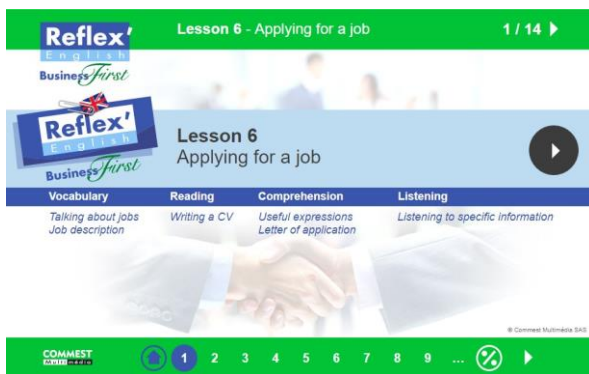 Reflex'
English
Business First
Lesson 6 - Applying for a job
1 / 14
Reflex'
English
Business First
Lesson 6
Applying for a job
Vocabulary Reading Comprehension Listening
Talking about jobs Writing a CV Useful expressions Listening to specific information
Job description Letter of application
© Commest Multimédia SAS
COMMEST
Multimédia
1 2 3 4 5 6 7 8 9 ... %